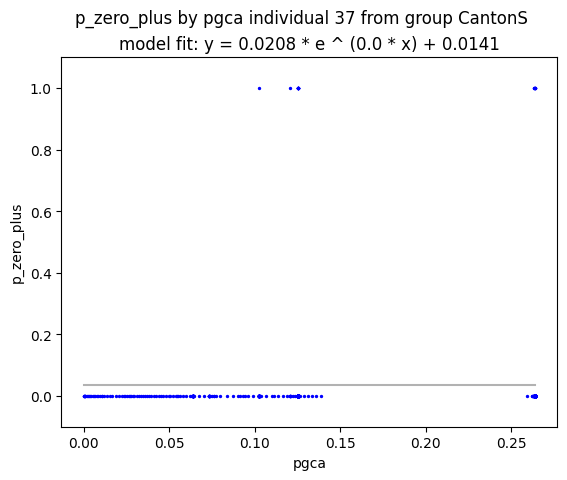 p_zero_plus by pgca individual 37 from group CantonS
model fit: y = 0.0208 * e ^ (0.0 * x) + 0.0141
1.0
0.8
0.6
0.4
0.2
0.0
p_zero_plus
0.00 0.05 0.10 0.15 0.20 0.25
pgca